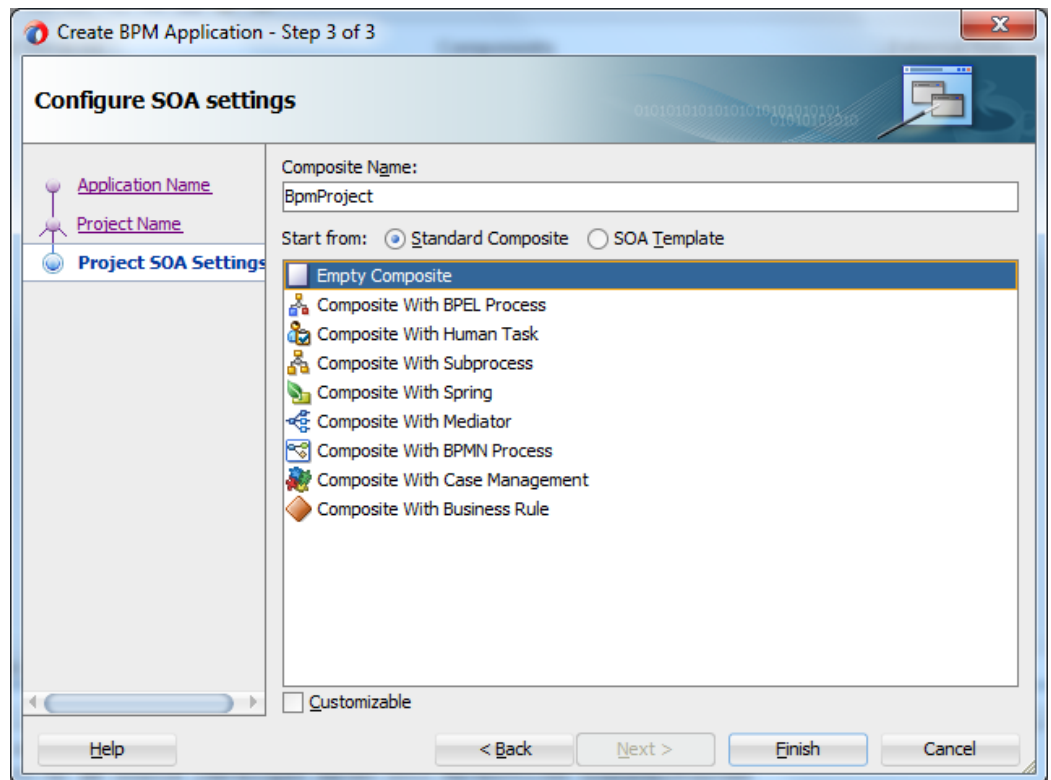 Create BPM Application - Step 3 of 3
Configure SOA settings
Application Name
Project Name
Project SOA Settings
Composite Name:
BpmProject
Start from: Standard Composite SOA Template
Empty Composite
Composite With BPEL Process
Composite With Human Task
Composite With Subprocess
Composite With Spring
Composite With Mediator
Composite With BPMN Process
Composite With Case Management
Composite With Business Rule
Customizable
Help < Back Next > Finish Cancel